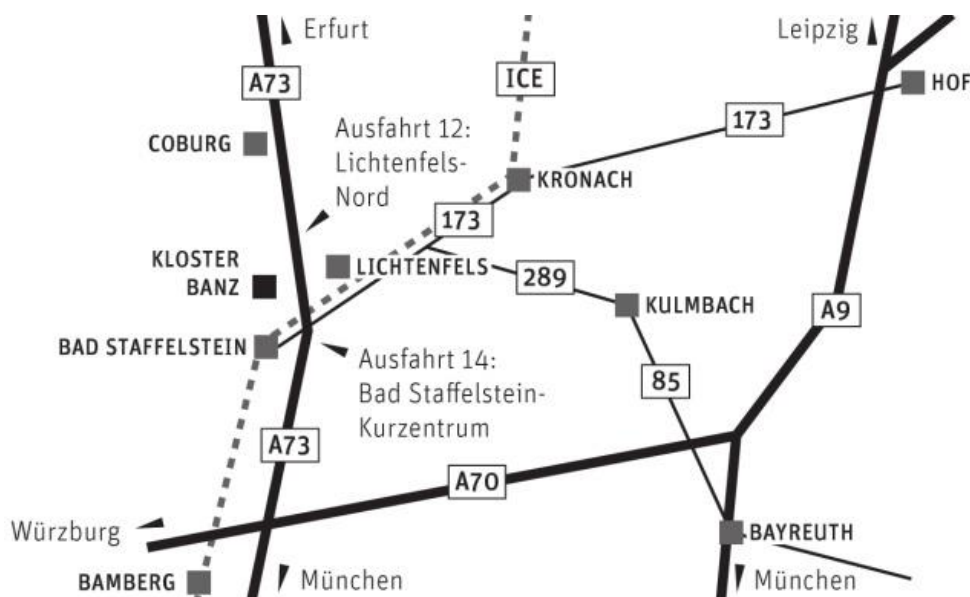 Erfurt
Leipzig
A73
ICE
HOF
173
COBURG
Ausfahrt 12:
Lichtenfels-
Nord
KRONACH
173
KLOSTER
BANZ
LICHTENFELS
289
KULMBACH
A9
BAD STAFFELSTEIN
Ausfahrt 14:
Bad Staffelstein-
Kurzentrum
85
A73
A70
Würzburg
BAYREUTH
BAMBERG
München
München